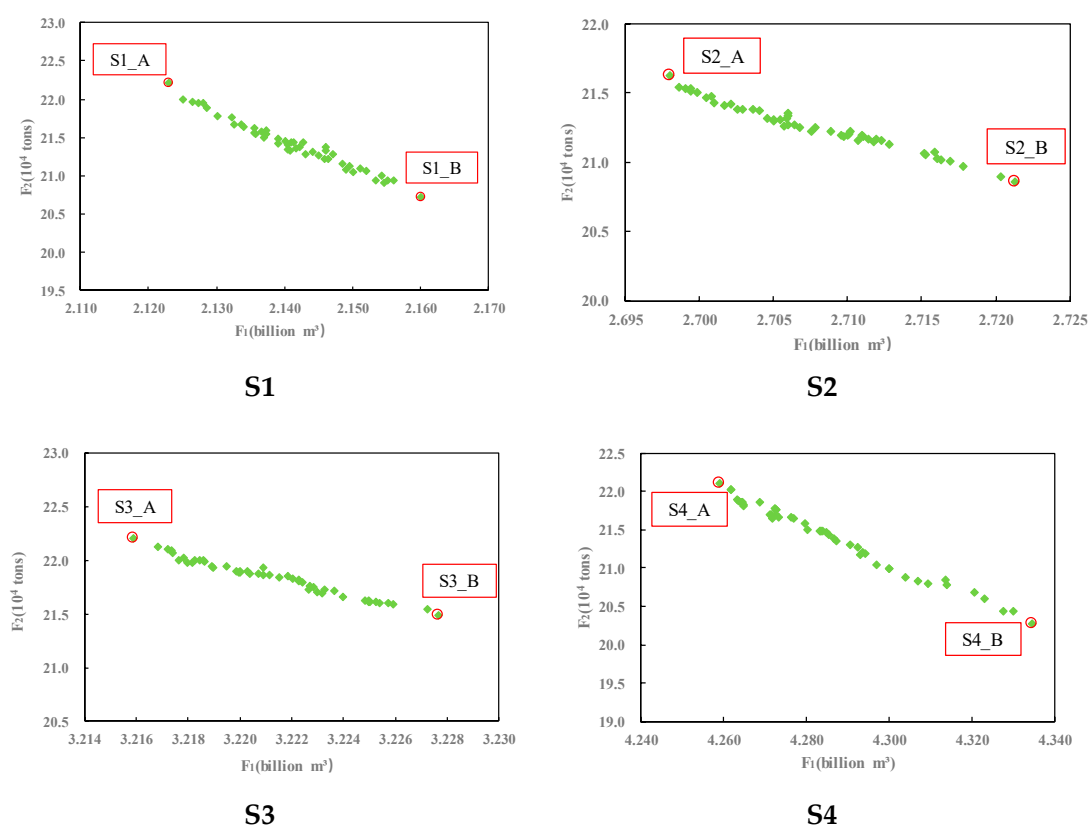 23.0
22.5
22.0
21.5
21.0
20.5
20.0
19.5
2.110 2.120 2.130 2.140 2.150 2.160 2.170
F₂(10⁴ tons)
F₁(billion m³)
S1_A
S1_B
S1
22.0
21.5
21.0
20.5
20.0
2.695 2.700 2.705 2.710 2.715 2.720 2.725
F₂(10⁴ tons)
F₁(billion m³)
S2_A
S2_B
S2
23.0
22.5
22.0
21.5
21.0
20.5
3.214 3.216 3.218 3.220 3.222 3.224 3.226 3.228 3.230
F₂(10⁴ tons)
F₁(billion m³)
S3_A
S3_B
S3
22.5
22.0
21.5
21.0
20.5
20.0
19.5
19.0
4.240 4.260 4.280 4.300 4.320 4.340
F₂(10⁴ tons)
F₁(billion m³)
S4_A
S4_B
S4